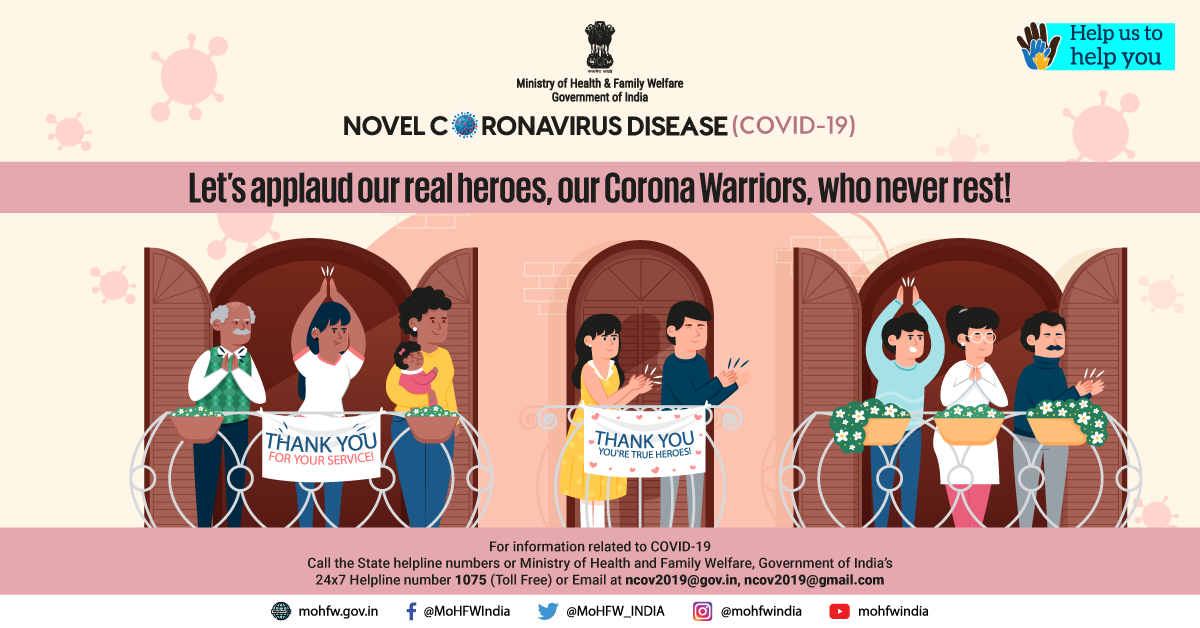 Help us to
help you
सत्यमेव जयते
Ministry of Health & Family Welfare
Government of India
NOVEL CORONAVIRUS DISEASE (COVID-19)
Let's applaud our real heroes, our Corona Warriors, who never rest!
THANK YOU
FOR YOUR SERVICE!
THANK YOU
YOU'RE TRUE HEROES!
For information related to COVID-19
Call the State helpline numbers or Ministry of Health and Family Welfare, Government of India's
24x7 Helpline number 1075 (Toll Free) or Email at ncov2019@gov.in, ncov2019@gmail.com
mohfw.gov.in @MoHFWIndia @MoHFW_INDIA @mohfwindia mohfwindia